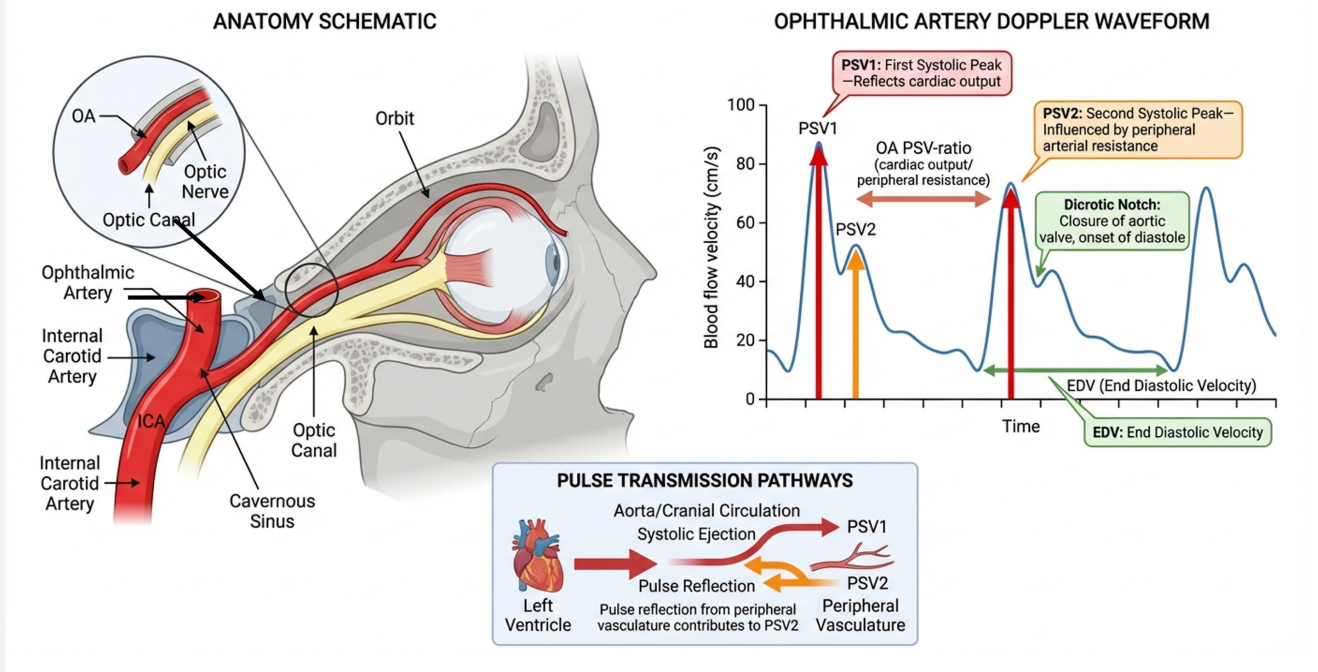 ANATOMY SCHEMATIC
OA
Optic
Nerve
Optic Canal
Orbit
Ophthalmic
Artery
Internal
Carotid
Artery
ICA
Internal
Carotid
Artery
Cavernous
Sinus
Optic
Canal
OPHTHALMIC ARTERY DOPPLER WAVEFORM
PSV1: First Systolic Peak
—Reflects cardiac output
PSV2: Second Systolic Peak—
Influenced by peripheral
arterial resistance
Dicrotic Notch:
Closure of aortic
valve, onset of diastole
PSV1
PSV2
OA PSV-ratio
(cardiac output/
peripheral resistance)
Blood flow velocity (cm/s)
100
80
60
40
20
0
EDV (End Diastolic Velocity)
Time
EDV: End Diastolic Velocity
PULSE TRANSMISSION PATHWAYS
Aorta/Cranial Circulation
Systolic Ejection
PSV1
Pulse Reflection
PSV2
Left
Ventricle
Pulse reflection from peripheral
vasculature contributes to PSV2
Peripheral
Vasculature